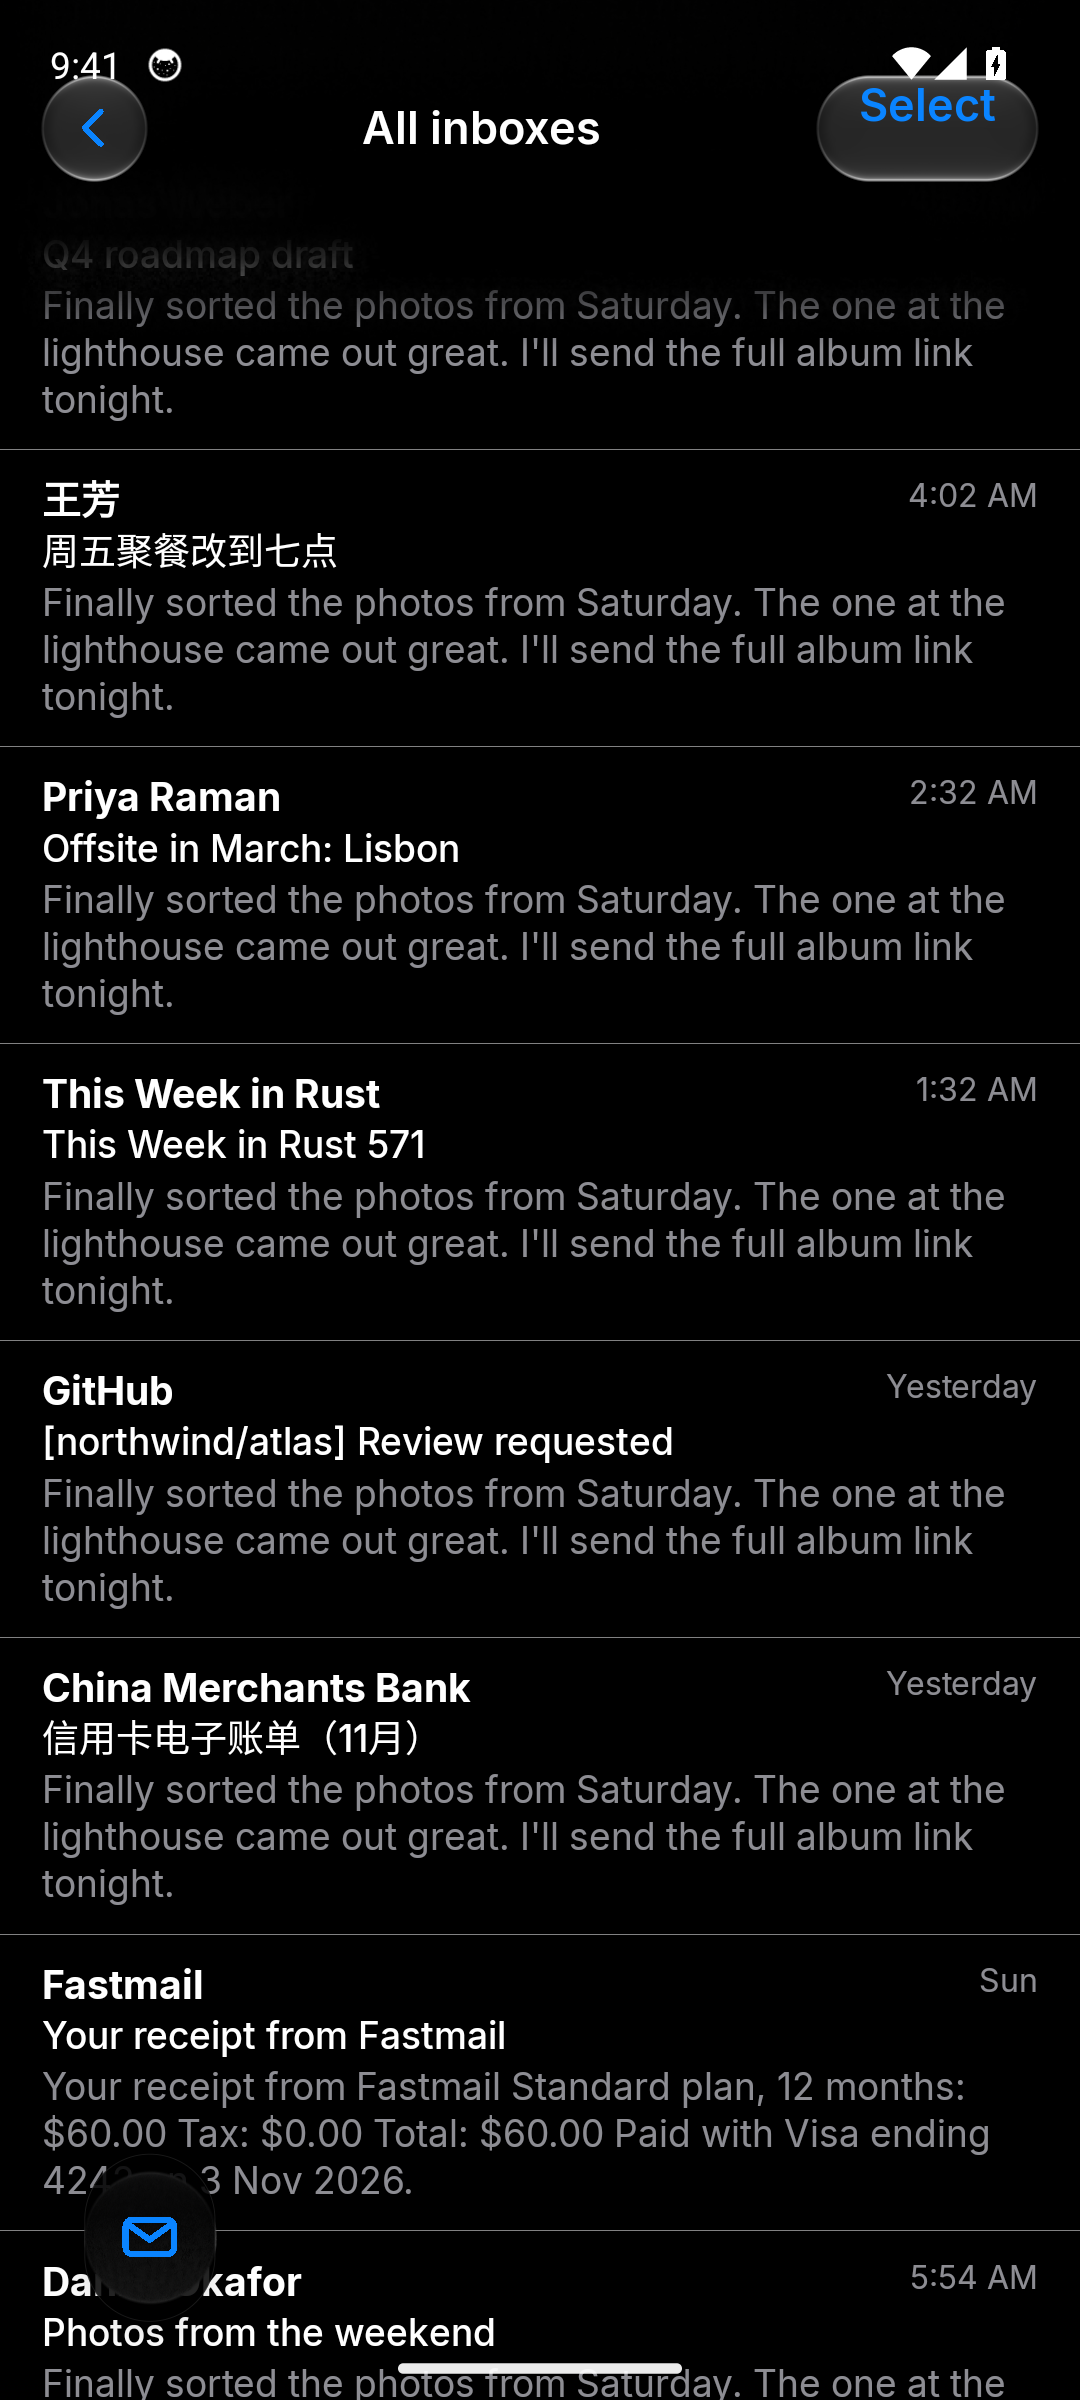 9:41
All inboxes
Select
Q4 roadmap draft
Finally sorted the photos from Saturday. The one at the
lighthouse came out great. I'll send the full album link
tonight.
王芳
4:02 AM
周五聚餐改到七点
Finally sorted the photos from Saturday. The one at the
lighthouse came out great. I'll send the full album link
tonight.
Priya Raman
2:32 AM
Offsite in March: Lisbon
Finally sorted the photos from Saturday. The one at the
lighthouse came out great. I'll send the full album link
tonight.
This Week in Rust
1:32 AM
This Week in Rust 571
Finally sorted the photos from Saturday. The one at the
lighthouse came out great. I'll send the full album link
tonight.
GitHub
Yesterday
[northwind/atlas] Review requested
Finally sorted the photos from Saturday. The one at the
lighthouse came out great. I'll send the full album link
tonight.
China Merchants Bank
Yesterday
信用卡电子账单（11月）
Finally sorted the photos from Saturday. The one at the
lighthouse came out great. I'll send the full album link
tonight.
Fastmail
Sun
Your receipt from Fastmail
Your receipt from Fastmail Standard plan, 12 months:
$60.00 Tax: $0.00 Total: $60.00 Paid with Visa ending
3 Nov 2026.
5:54 AM
Photos from the weekend
Finally sorted the photos from Saturday. The one at the